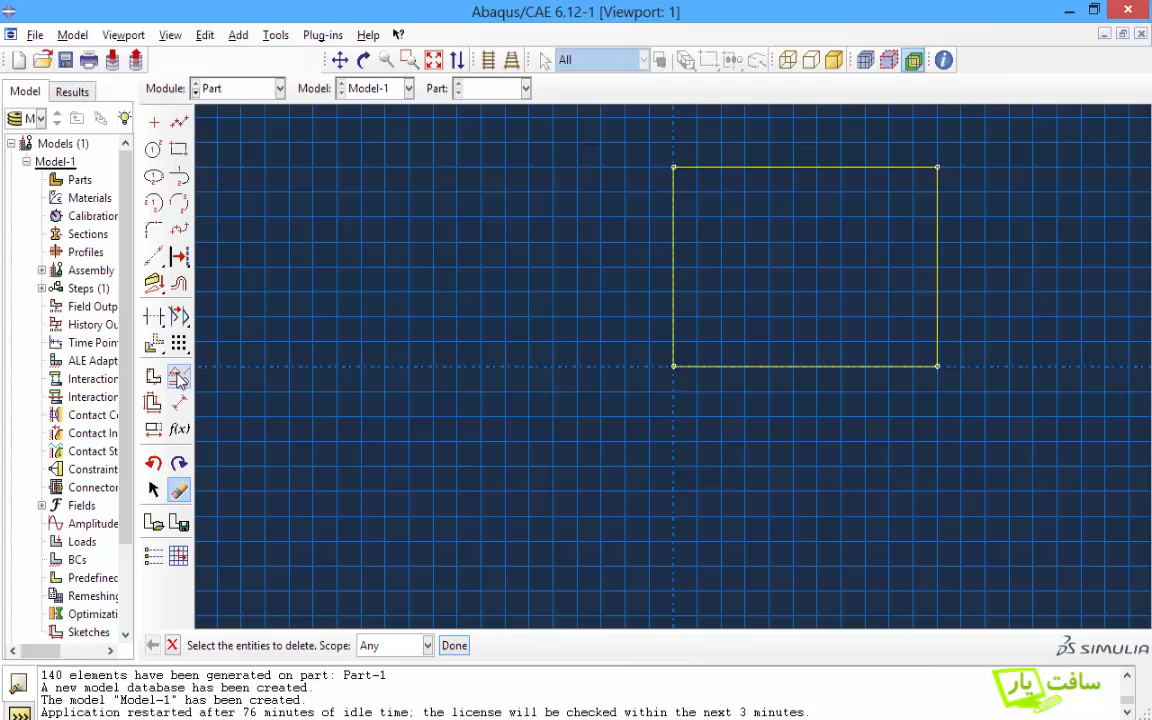 Abaqus/CAE 6.12-1 [Viewport: 1]
File Model Viewport View Edit Add Tools Plug-ins Help
All
Model Results Module: Part Model: Model-1 Part:
M
Models (1)
Model-1
Parts
Materials
Calibration
Sections
Profiles
Assembly
Steps (1)
Field Outp
History Ou
Time Poin
ALE Adapt
Interaction
Interaction
Contact Co
Contact In
Contact St
Constraint
Connector
Fields
Amplitude
Loads
BCs
Predefined
Remeshing
Optimizati
Sketches
f(x)
Select the entities to delete. Scope: Any Done
SIMULIA
140 elements have been generated on part: Part-1
A new model database has been created.
The model "Model-1" has been created.
Application restarted after 76 minutes of idle time; the license will be checked within the next 3 minutes.
سافت یار